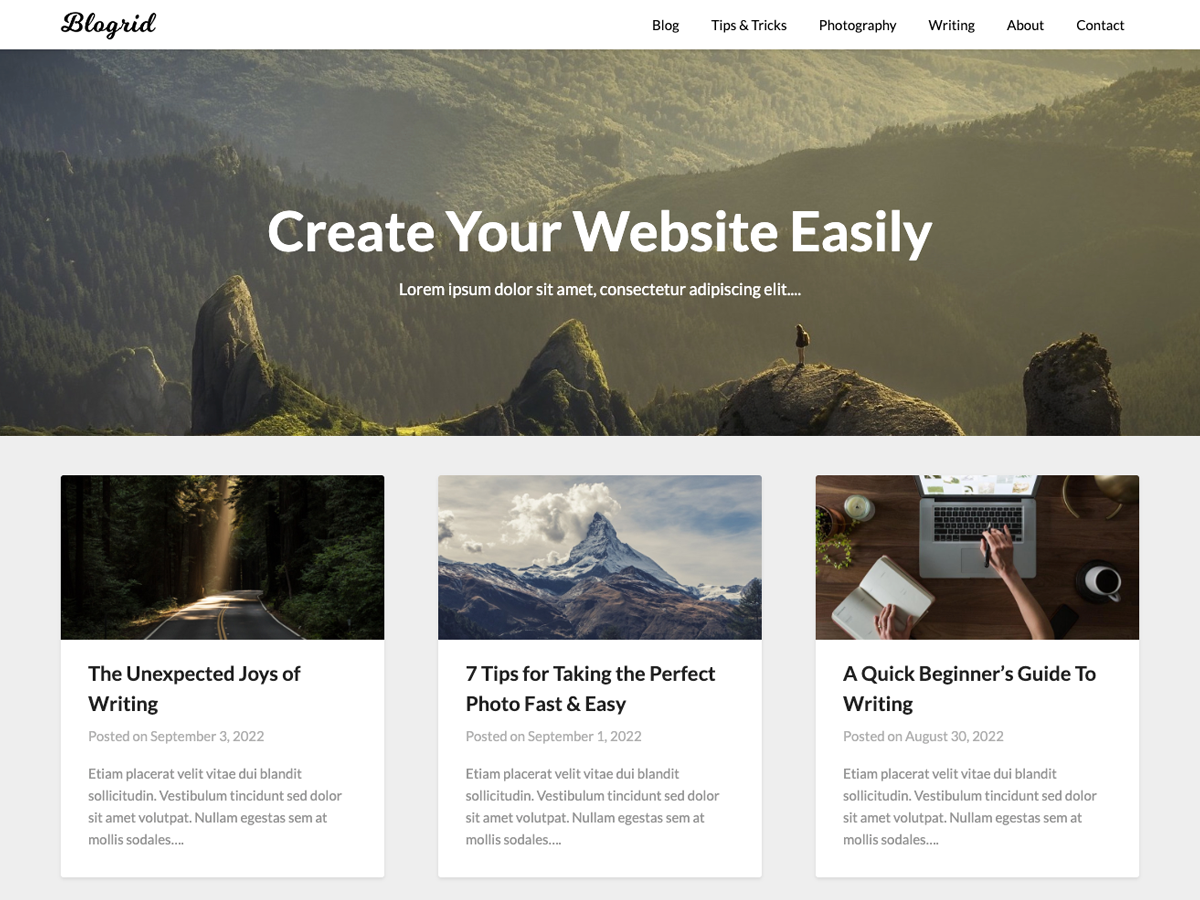 Blogrid
Blog Tips & Tricks Photography Writing About Contact
Create Your Website Easily
Lorem ipsum dolor sit amet, consectetur adipiscing elit....
The Unexpected Joys of
Writing
Posted on September 3, 2022
Etiam placerat velit vitae dui blandit
sollicitudin. Vestibulum tincidunt sed dolor
sit amet volutpat. Nullam egestas sem at
mollis sodales….
7 Tips for Taking the Perfect
Photo Fast & Easy
Posted on September 1, 2022
Etiam placerat velit vitae dui blandit
sollicitudin. Vestibulum tincidunt sed dolor
sit amet volutpat. Nullam egestas sem at
mollis sodales….
A Quick Beginner’s Guide To
Writing
Posted on August 30, 2022
Etiam placerat velit vitae dui blandit
sollicitudin. Vestibulum tincidunt sed dolor
sit amet volutpat. Nullam egestas sem at
mollis sodales….